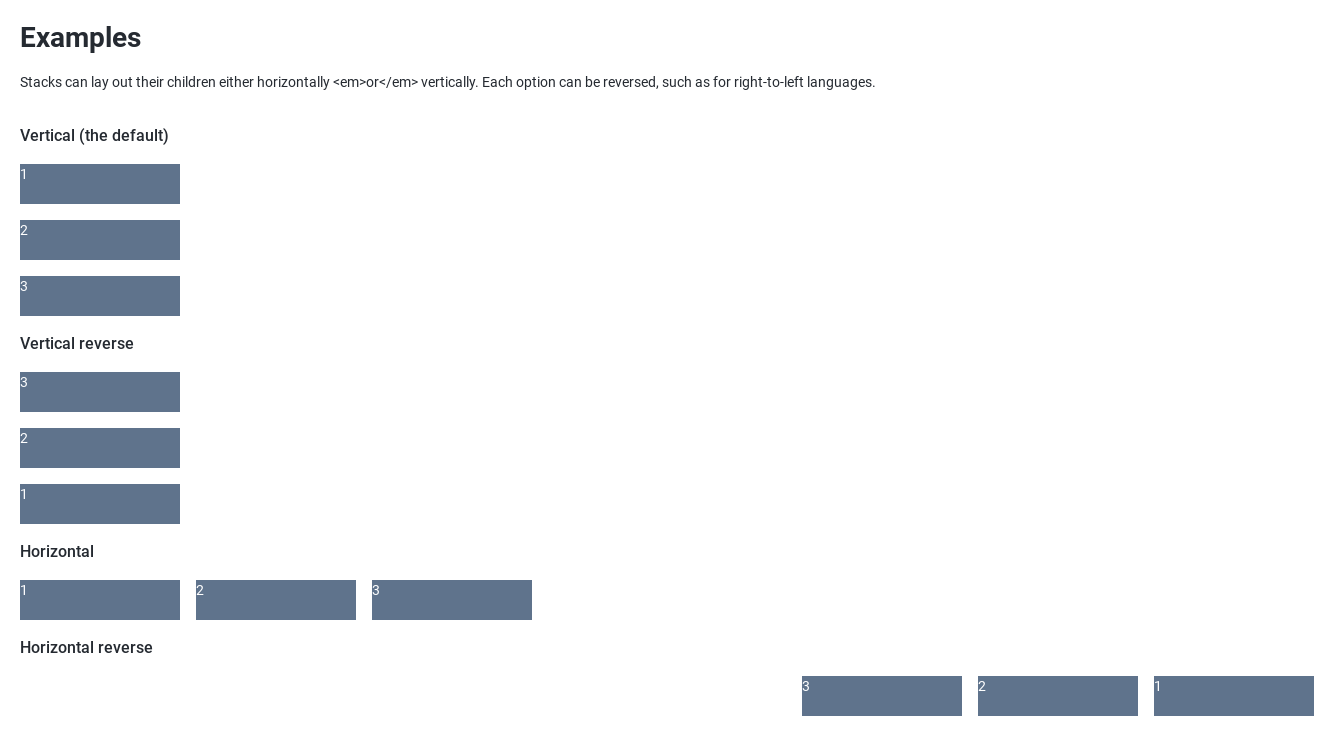 Examples
Stacks can lay out their children either horizontally <em>or</em> vertically. Each option can be reversed, such as for right-to-left languages.
Vertical (the default)
1
2
3
Vertical reverse
3
2
1
Horizontal
1 2 3
Horizontal reverse
3 2 1